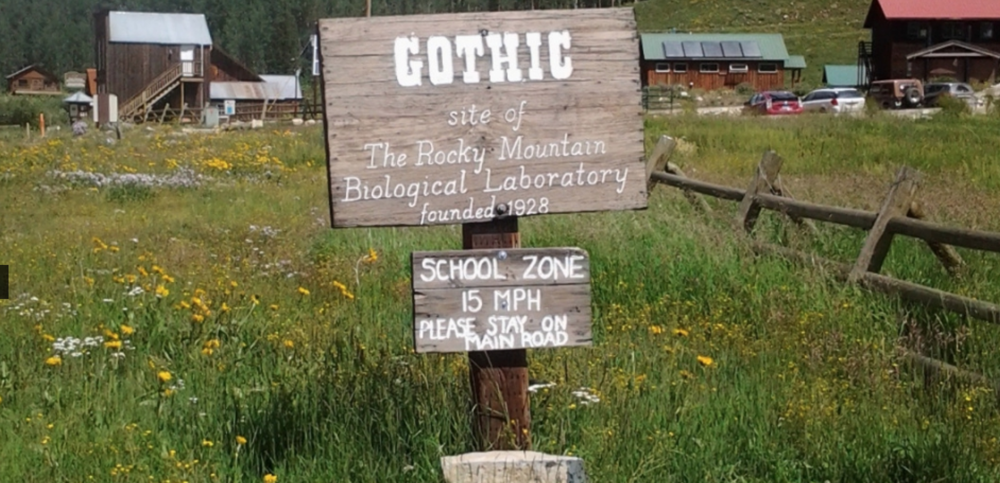 GOTHIC
site of
The Rocky Mountain
Biological Laboratory
founded 1928
SCHOOL ZONE
15 MPH
PLEASE STAY ON
MAIN ROAD